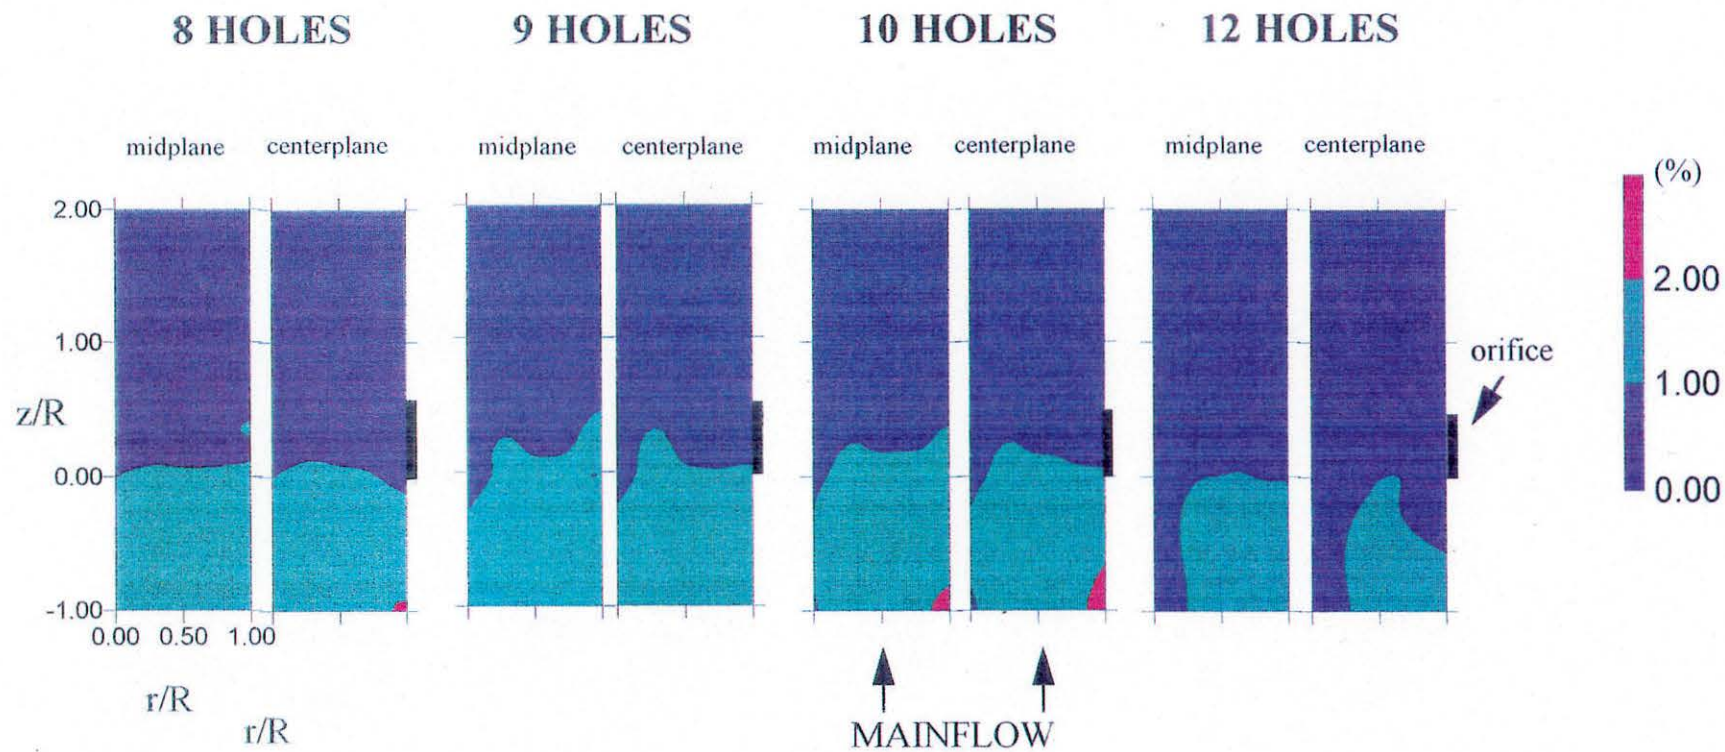 8 HOLES 9 HOLES 10 HOLES 12 HOLES
midplane centerplane midplane centerplane midplane centerplane midplane centerplane
(%)
2.00
1.00
0.00
-1.00
z/R
0.00 0.50 1.00
r/R
r/R
MAINFLOW
orifice
2.00
1.00
0.00